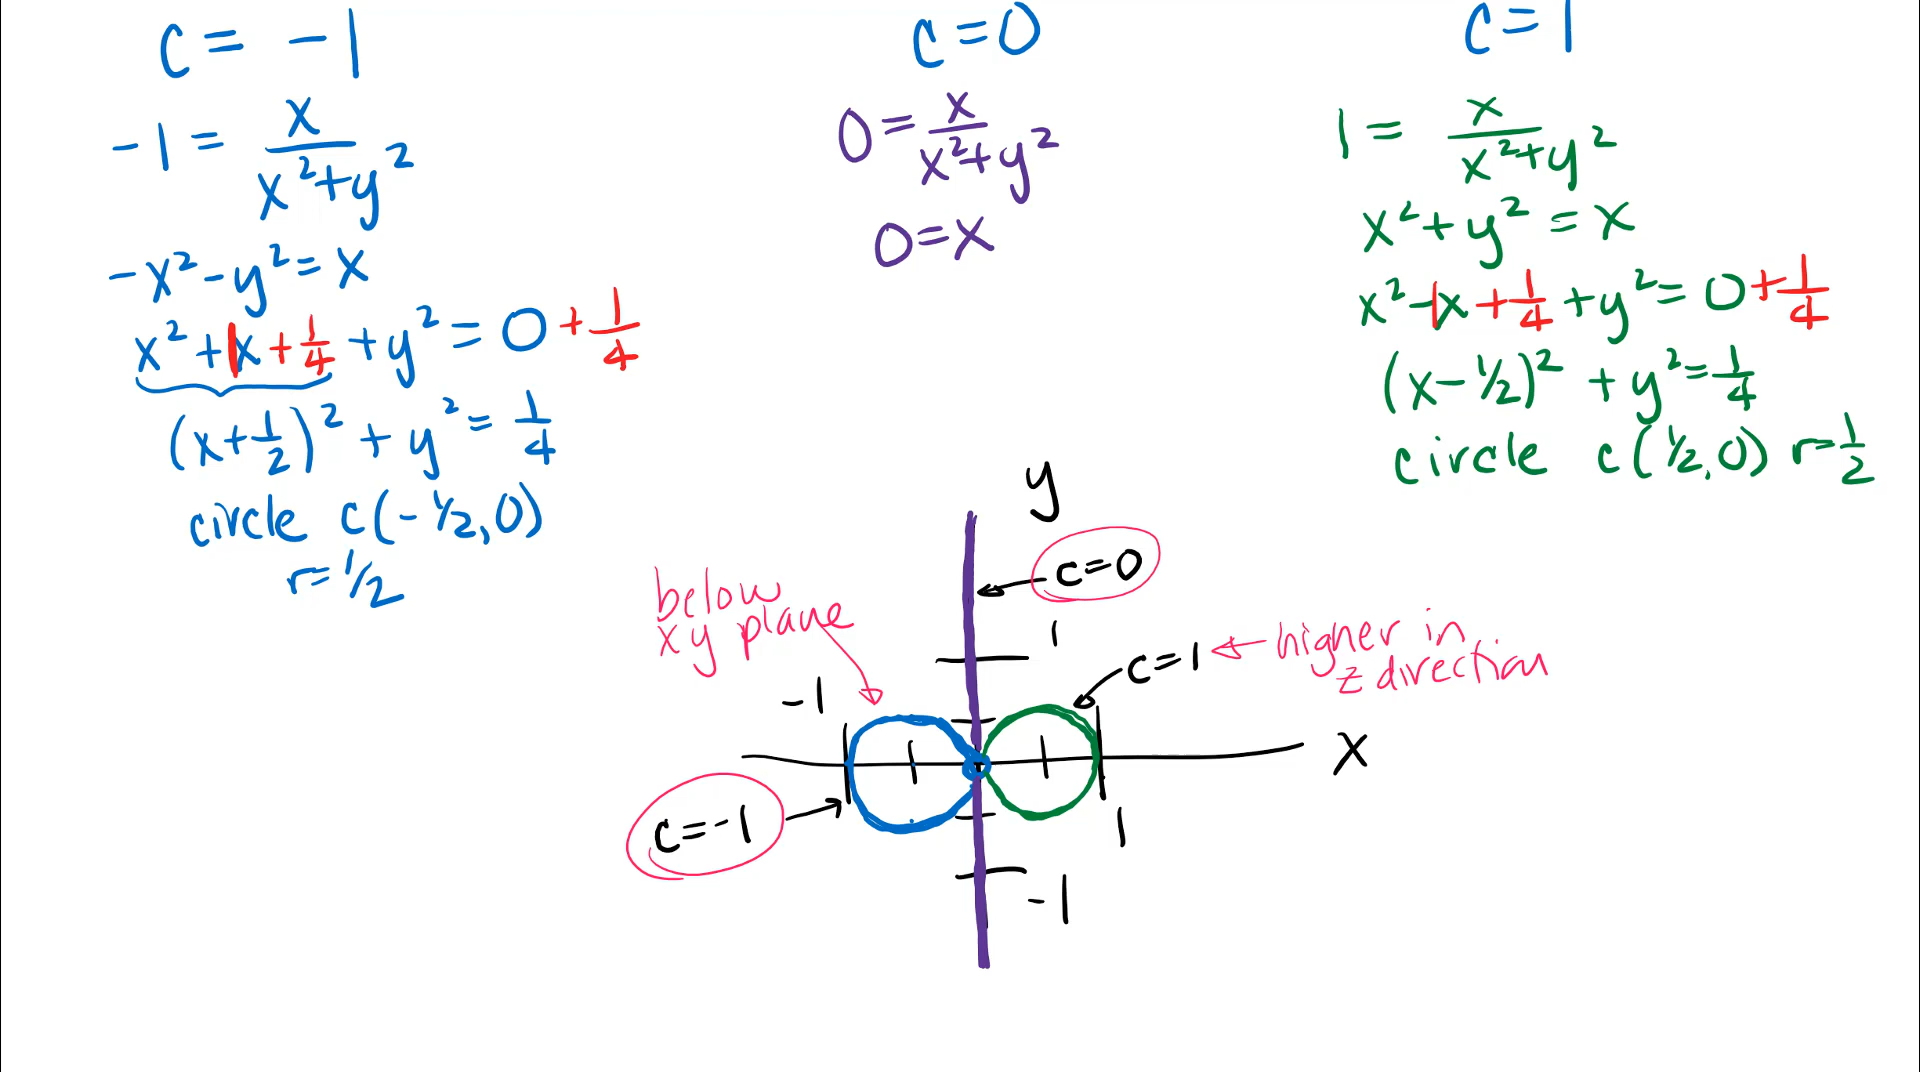 c = -1
-1 = x/(x²+y²)
-x²-y²=x
x²+1x+1/4+y²=0+1/4
(x+1/2)²+y²=1/4
circle c(-1/2,0)
r=1/2
c=0
0=x/(x²+y²)
0=x
c=1
1=x/(x²+y²)
x²+y²=x
x²-1x+1/4+y²=0+1/4
(x-1/2)²+y²=1/4
circle c(1/2,0) r=1/2
y
c=0
below
xy plane
1
c=1
higher in
z direction
-1
x
c=-1
1
-1